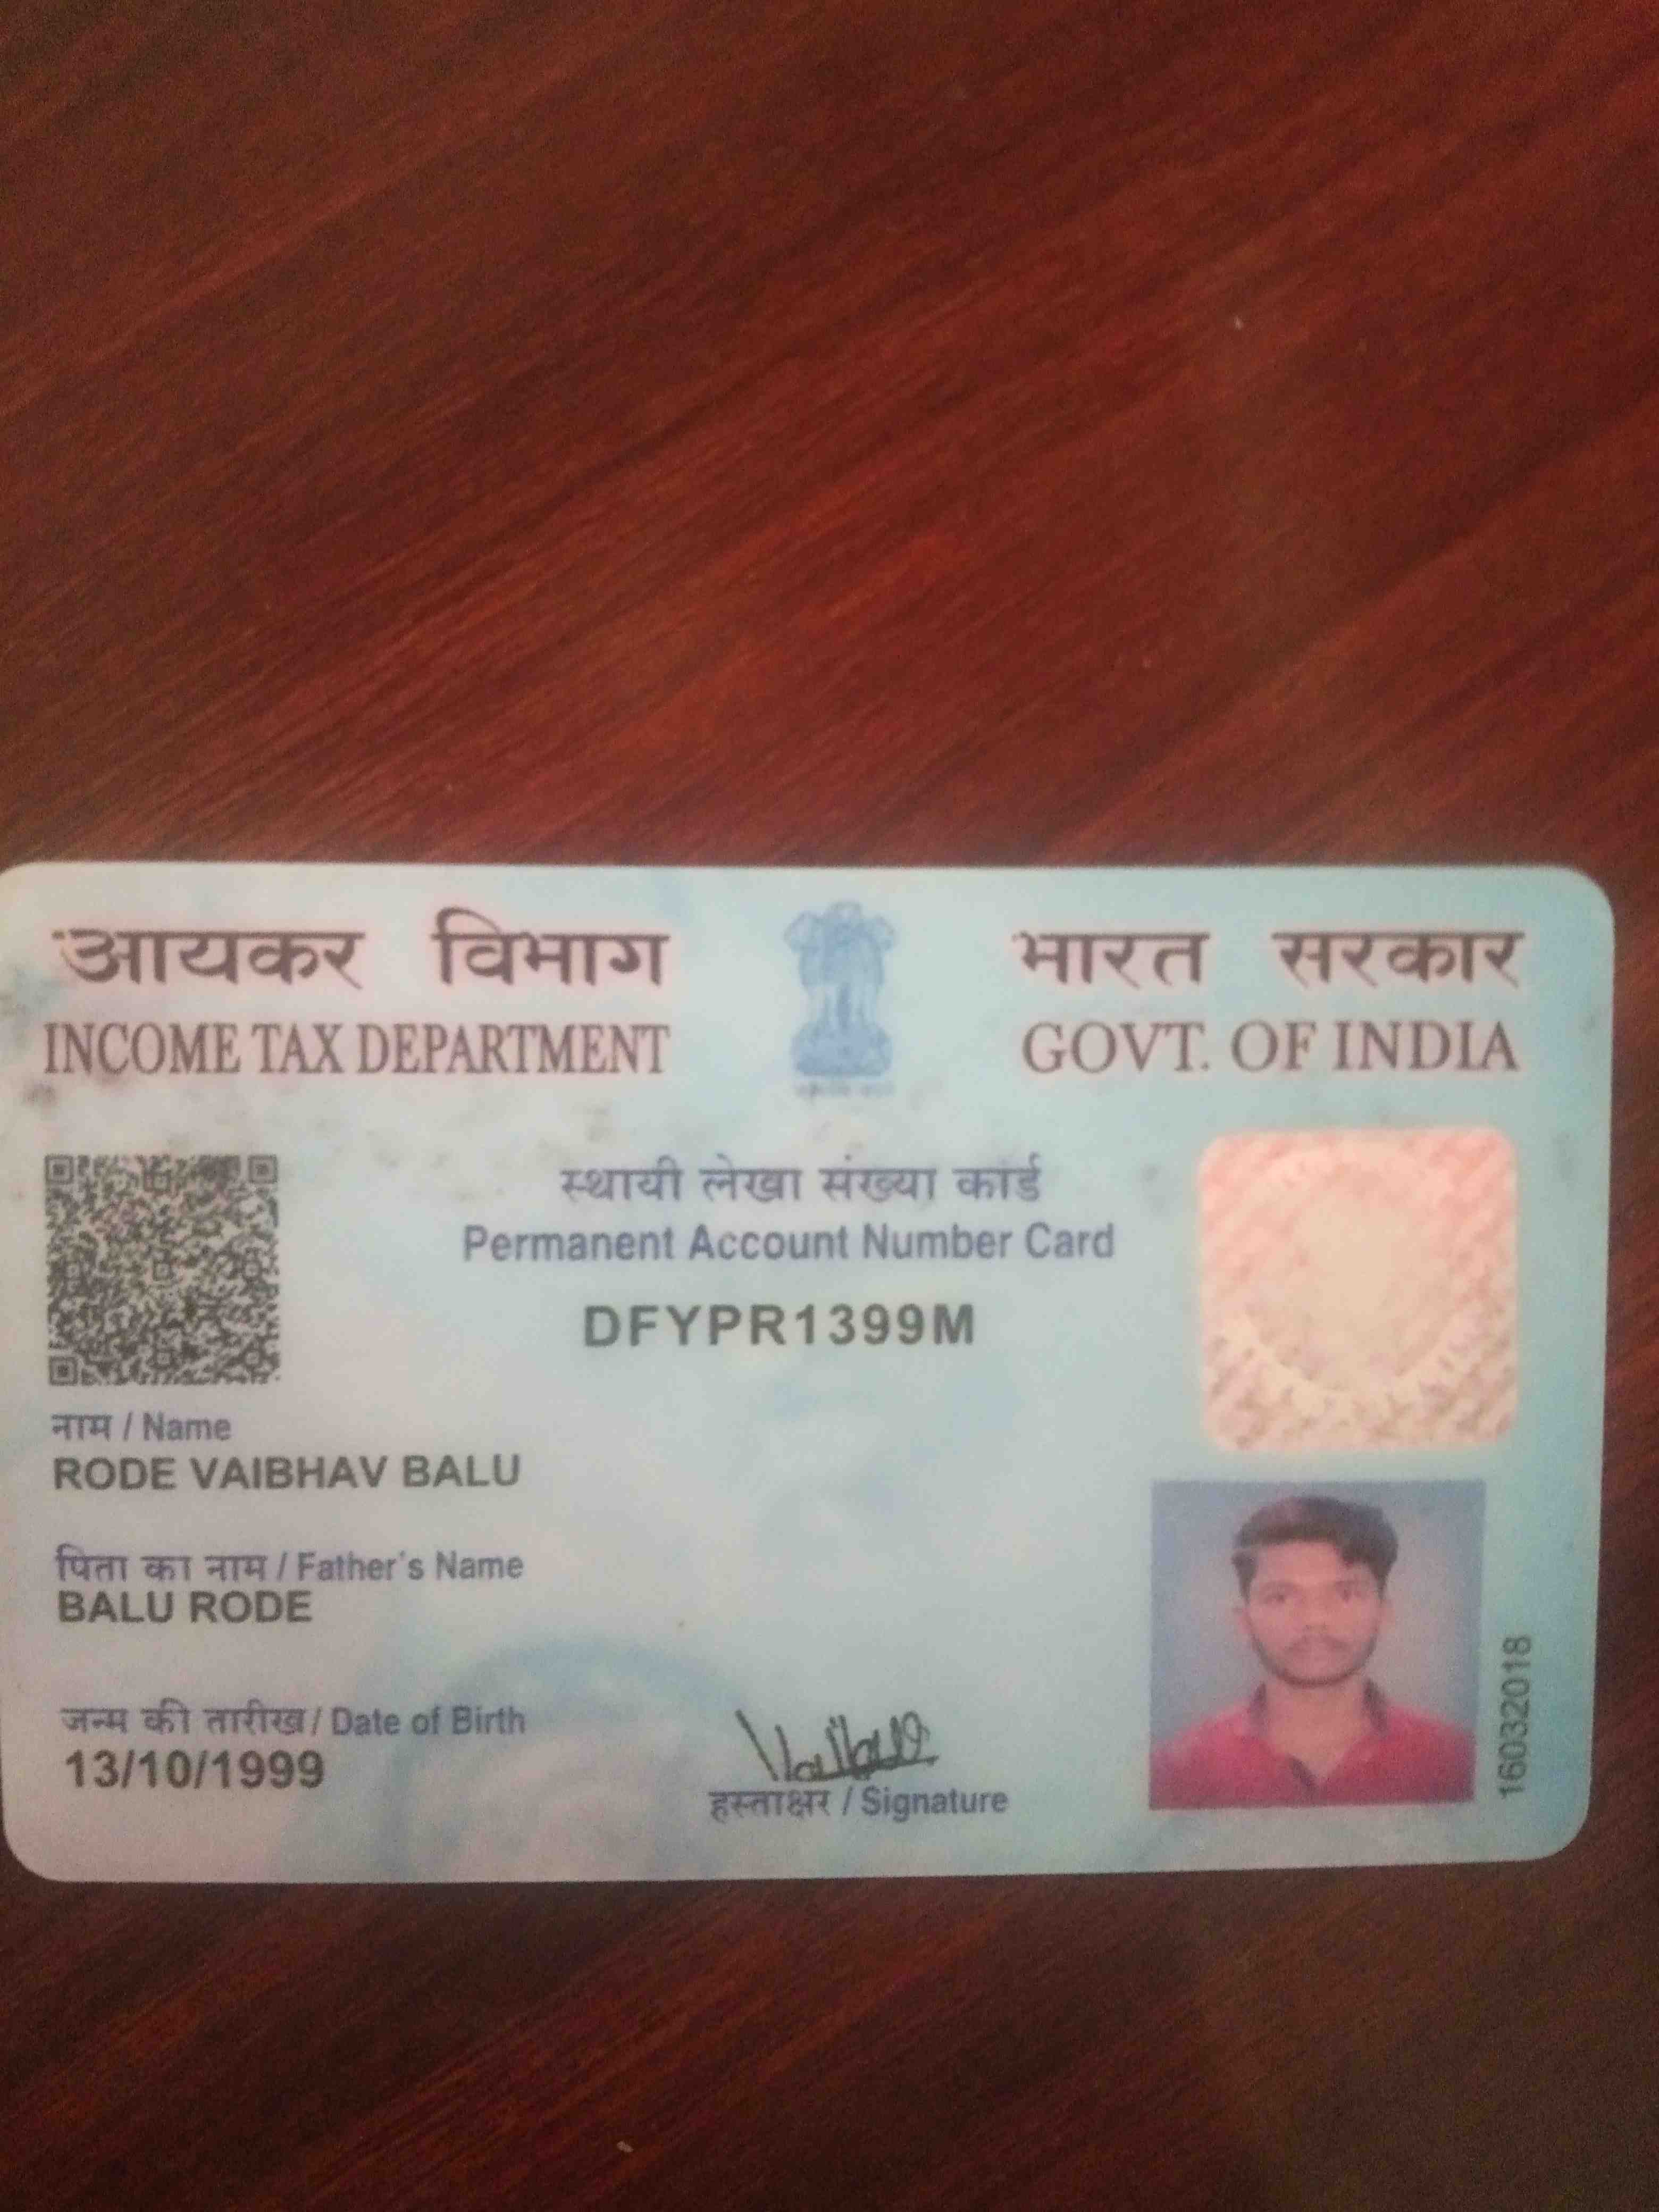 आयकर विभाग
INCOME TAX DEPARTMENT
भारत सरकार
GOVT. OF INDIA
स्थायी लेखा संख्या कार्ड
Permanent Account Number Card
DFYPR1399M
नाम / Name
RODE VAIBHAV BALU
पिता का नाम / Father's Name
BALU RODE
जन्म की तारीख / Date of Birth
13/10/1999
हस्ताक्षर / Signature
16032018